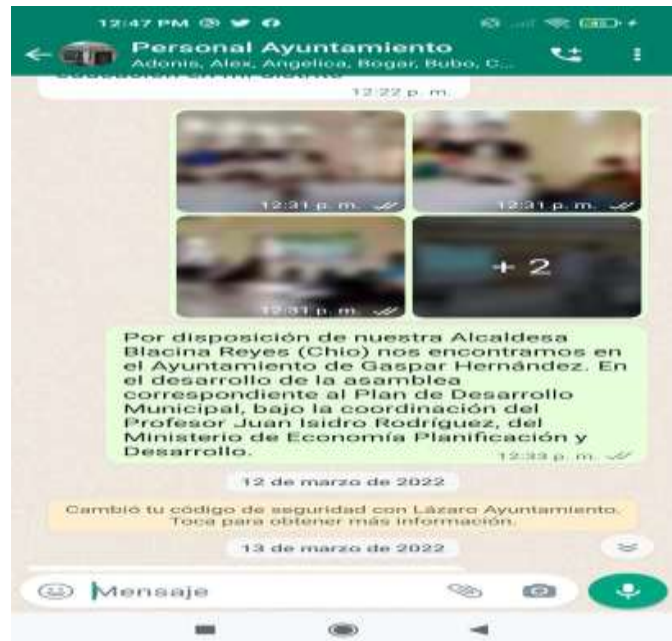 12:47 PM
Personal Ayuntamiento
Adonis, Alex, Angelica, Bogar, Bubo, C...
12:22 p. m.
12:31 p. m.
12:31 p. m.
12:31 p. m.
+ 2
Por disposición de nuestra Alcaldesa
Blacina Reyes (Chio) nos encontramos en
el Ayuntamiento de Gaspar Hernández. En
el desarrollo de la asamblea
correspondiente al Plan de Desarrollo
Municipal, bajo la coordinación del
Profesor Juan Isidro Rodríguez, del
Ministerio de Economía Planificación y
Desarrollo.
12:33 p. m.
12 de marzo de 2022
Cambió tu código de seguridad con Lázaro Ayuntamiento.
Toca para obtener más información.
13 de marzo de 2022
Mensaje